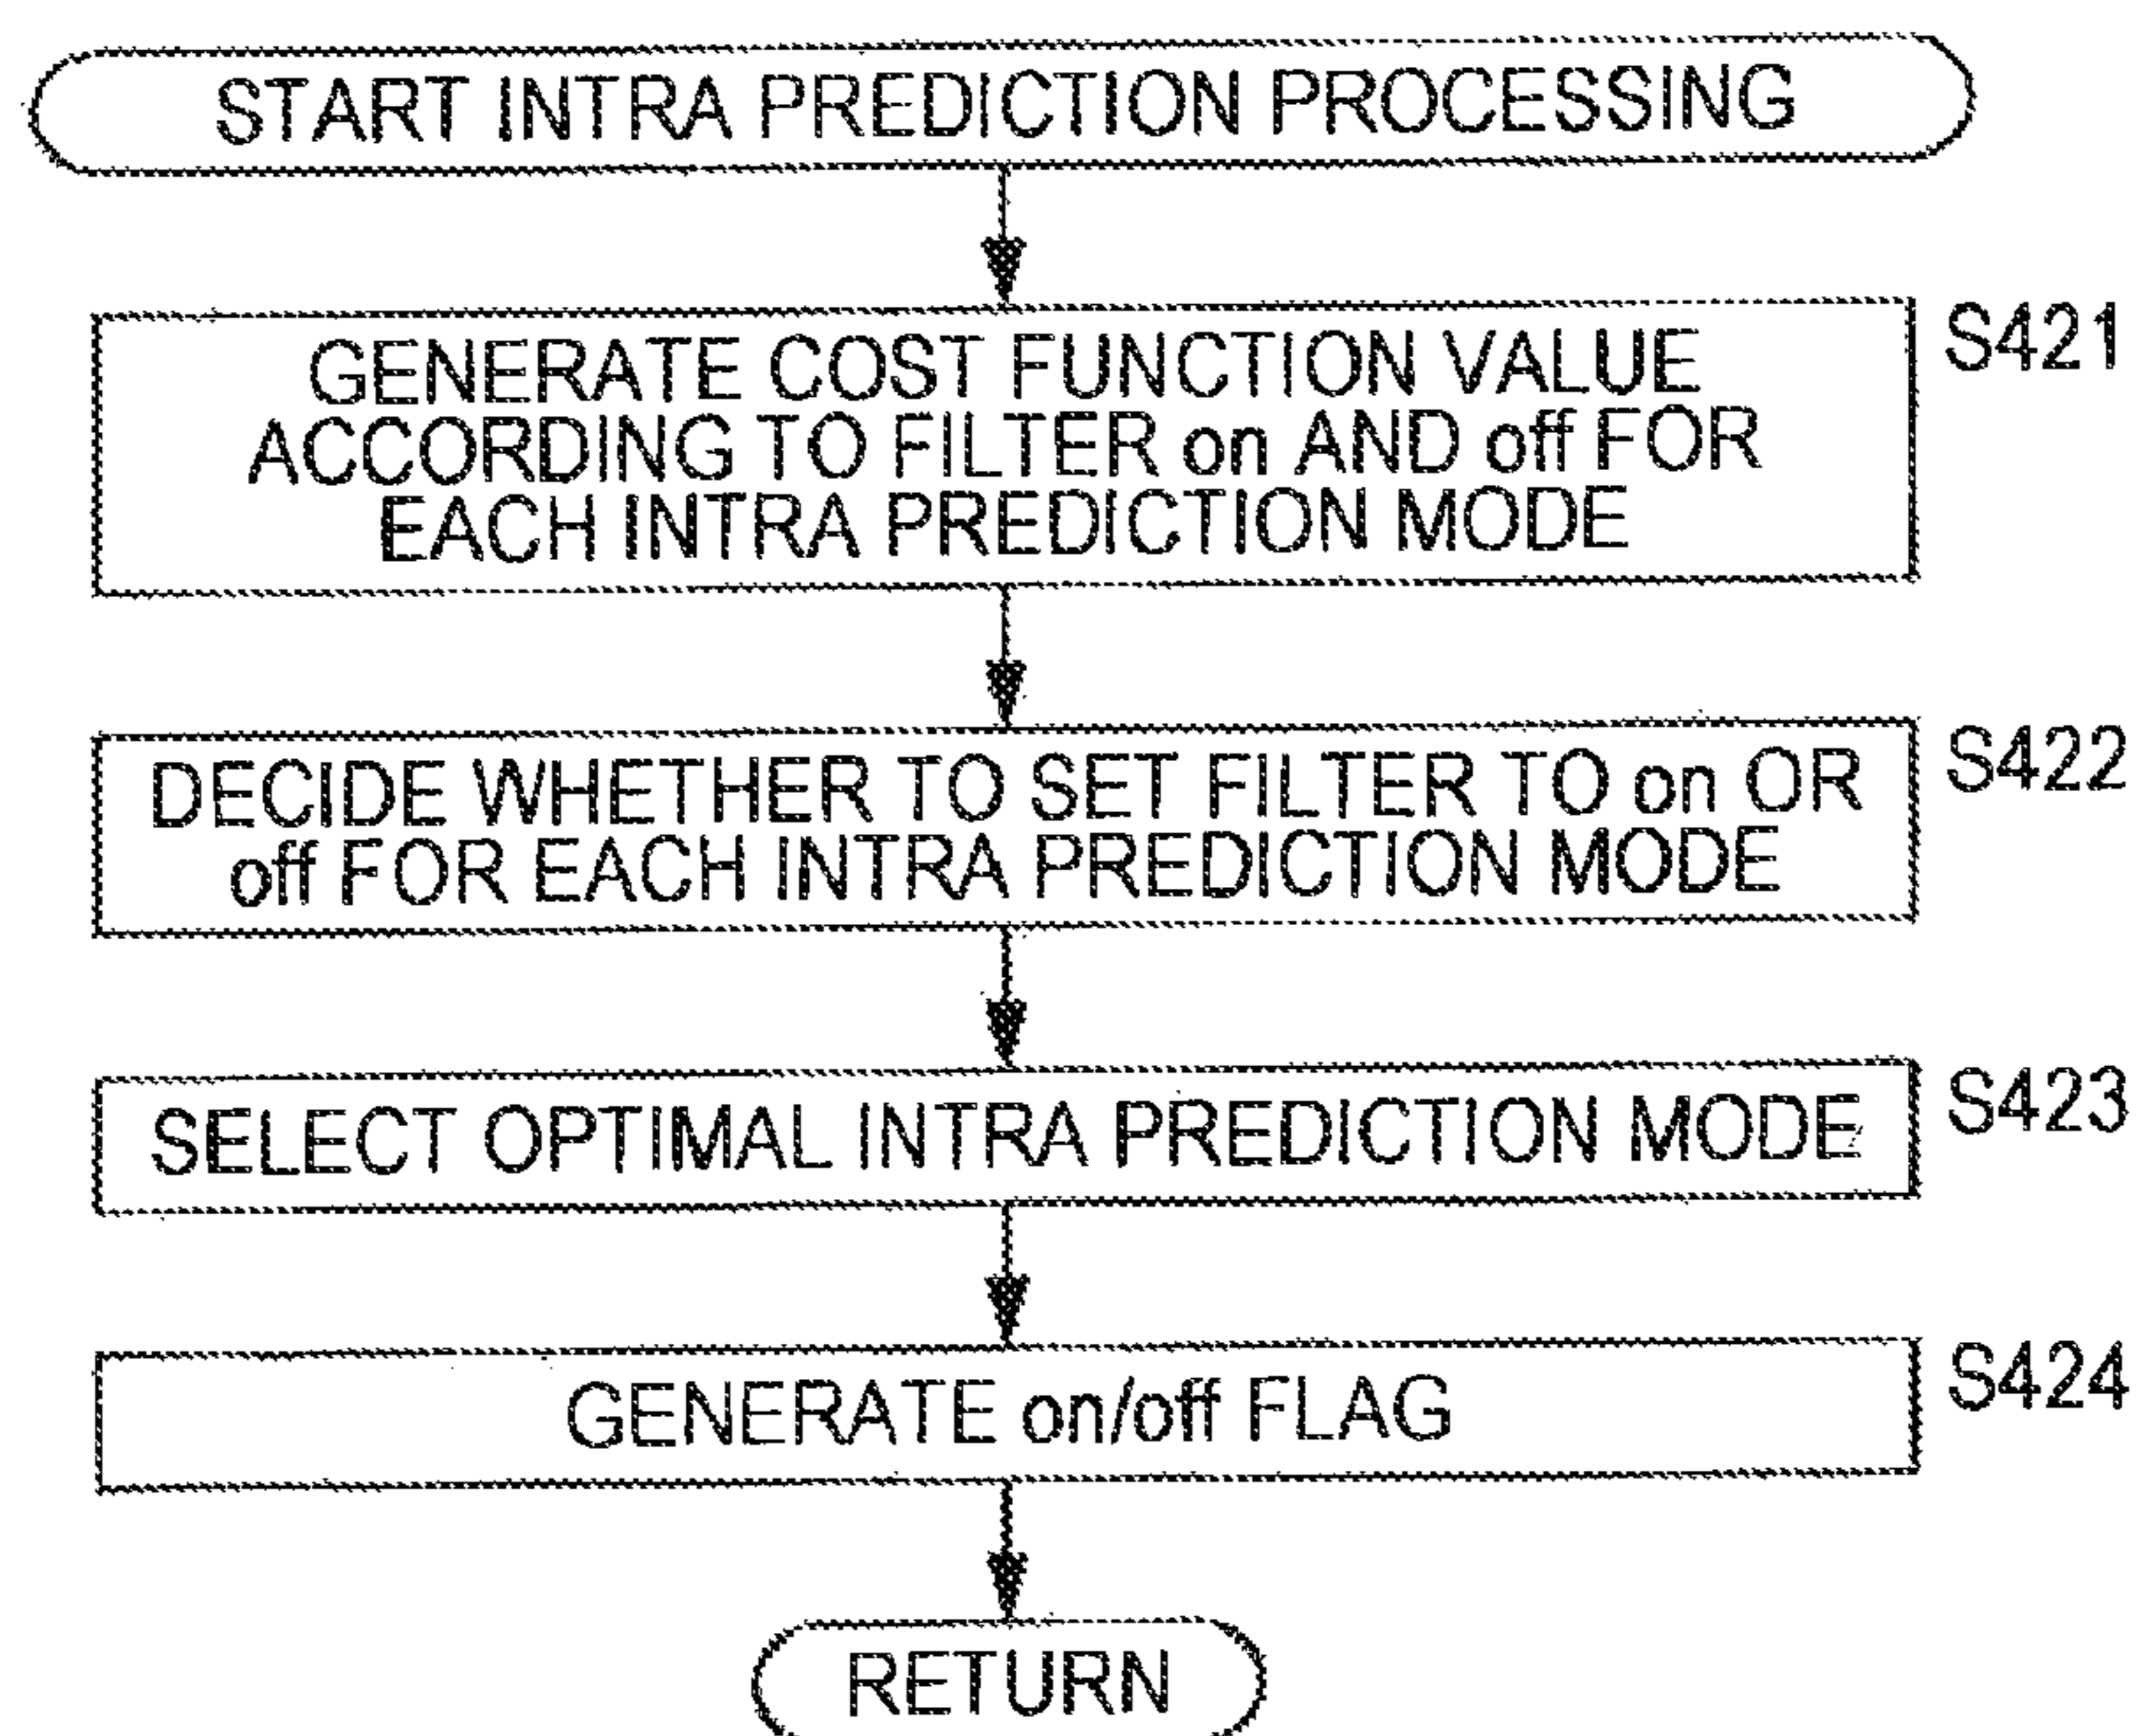 START INTRA PREDICTION PROCESSING
GENERATE COST FUNCTION VALUE
ACCORDING TO FILTER on AND off FOR
EACH INTRA PREDICTION MODE
S421
DECIDE WHETHER TO SET FILTER TO on OR
off FOR EACH INTRA PREDICTION MODE
S422
SELECT OPTIMAL INTRA PREDICTION MODE
S423
GENERATE on/off FLAG
S424
RETURN